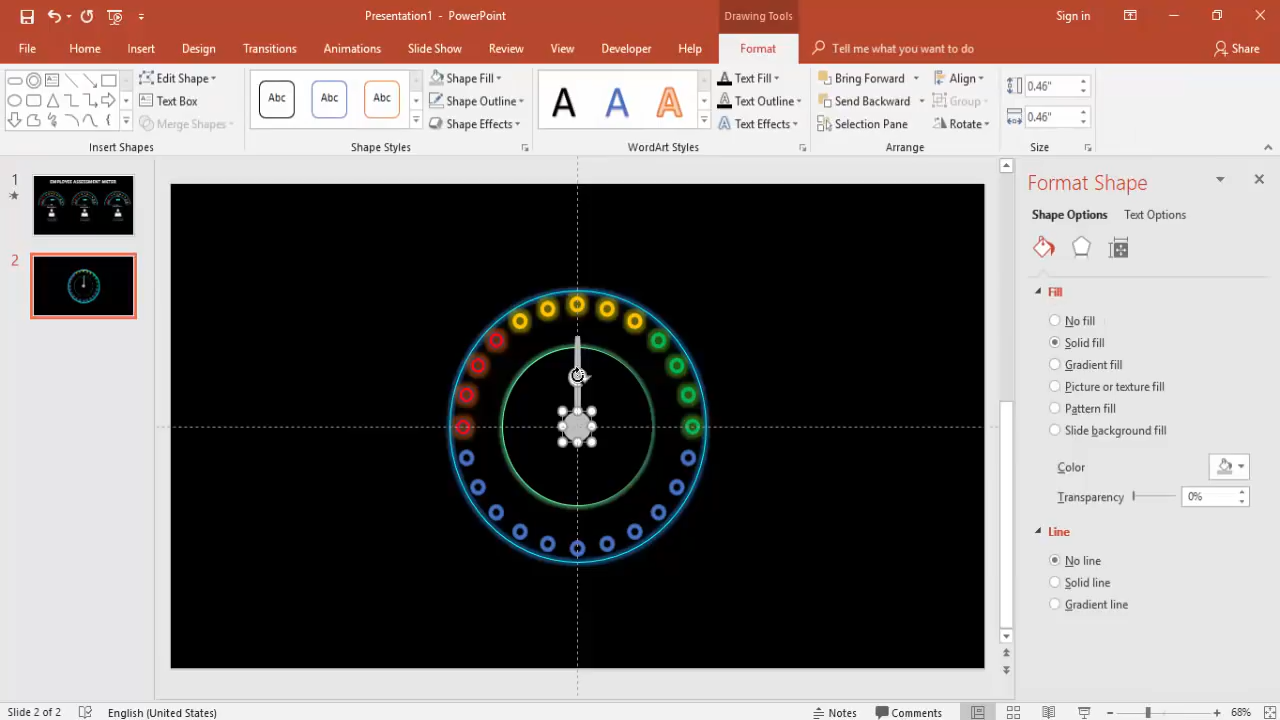 Presentation1 - PowerPoint
Drawing Tools
Sign in
File Home Insert Design Transitions Animations Slide Show Review View Developer Help Format Tell me what you want to do Share
Edit Shape
Text Box
Merge Shapes
Insert Shapes
Abc Abc Abc
Shape Fill
Shape Outline
Shape Effects
Shape Styles
A A A
Text Fill
Text Outline
Text Effects
WordArt Styles
Bring Forward
Send Backward
Selection Pane
Align
Group
Rotate
Arrange
0.46"
0.46"
Size
1
EMPLOYEE ASSESSMENT METER
2
Format Shape
Shape Options Text Options
Fill
No fill
Solid fill
Gradient fill
Picture or texture fill
Pattern fill
Slide background fill
Color
Transparency 0%
Line
No line
Solid line
Gradient line
Slide 2 of 2 English (United States) Notes Comments 68%